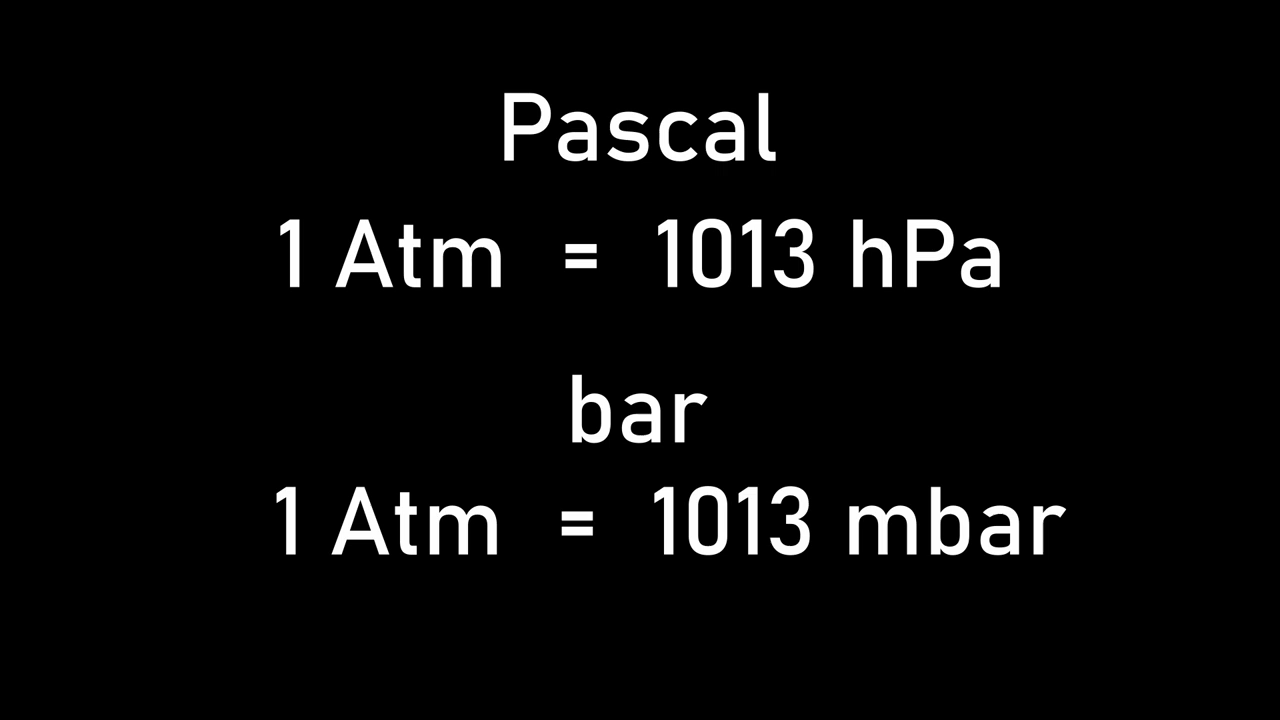 Pascal
1 Atm = 1013 hPa
bar
1 Atm = 1013 mbar